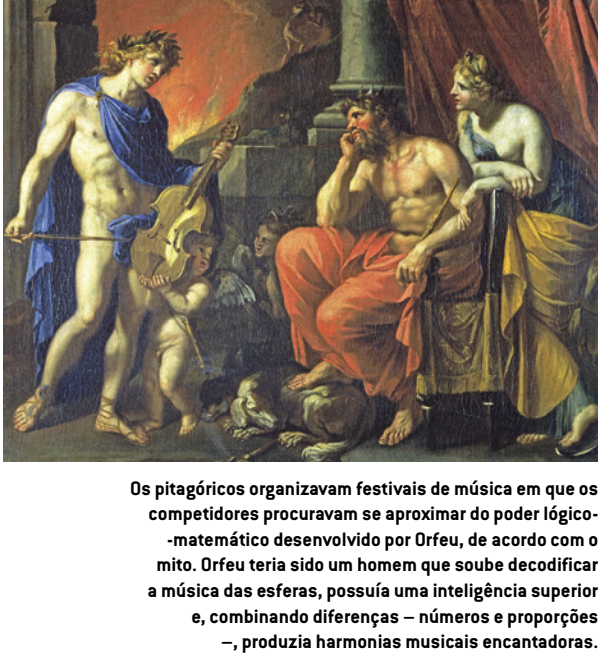 Os pitagóricos organizavam festivais de música em que os
competidores procuravam se aproximar do poder lógico-
-matemático desenvolvido por Orfeu, de acordo com o
mito. Orfeu teria sido um homem que soube decodificar
a música das esferas, possuía uma inteligência superior
e, combinando diferenças – números e proporções
–, produzia harmonias musicais encantadoras.